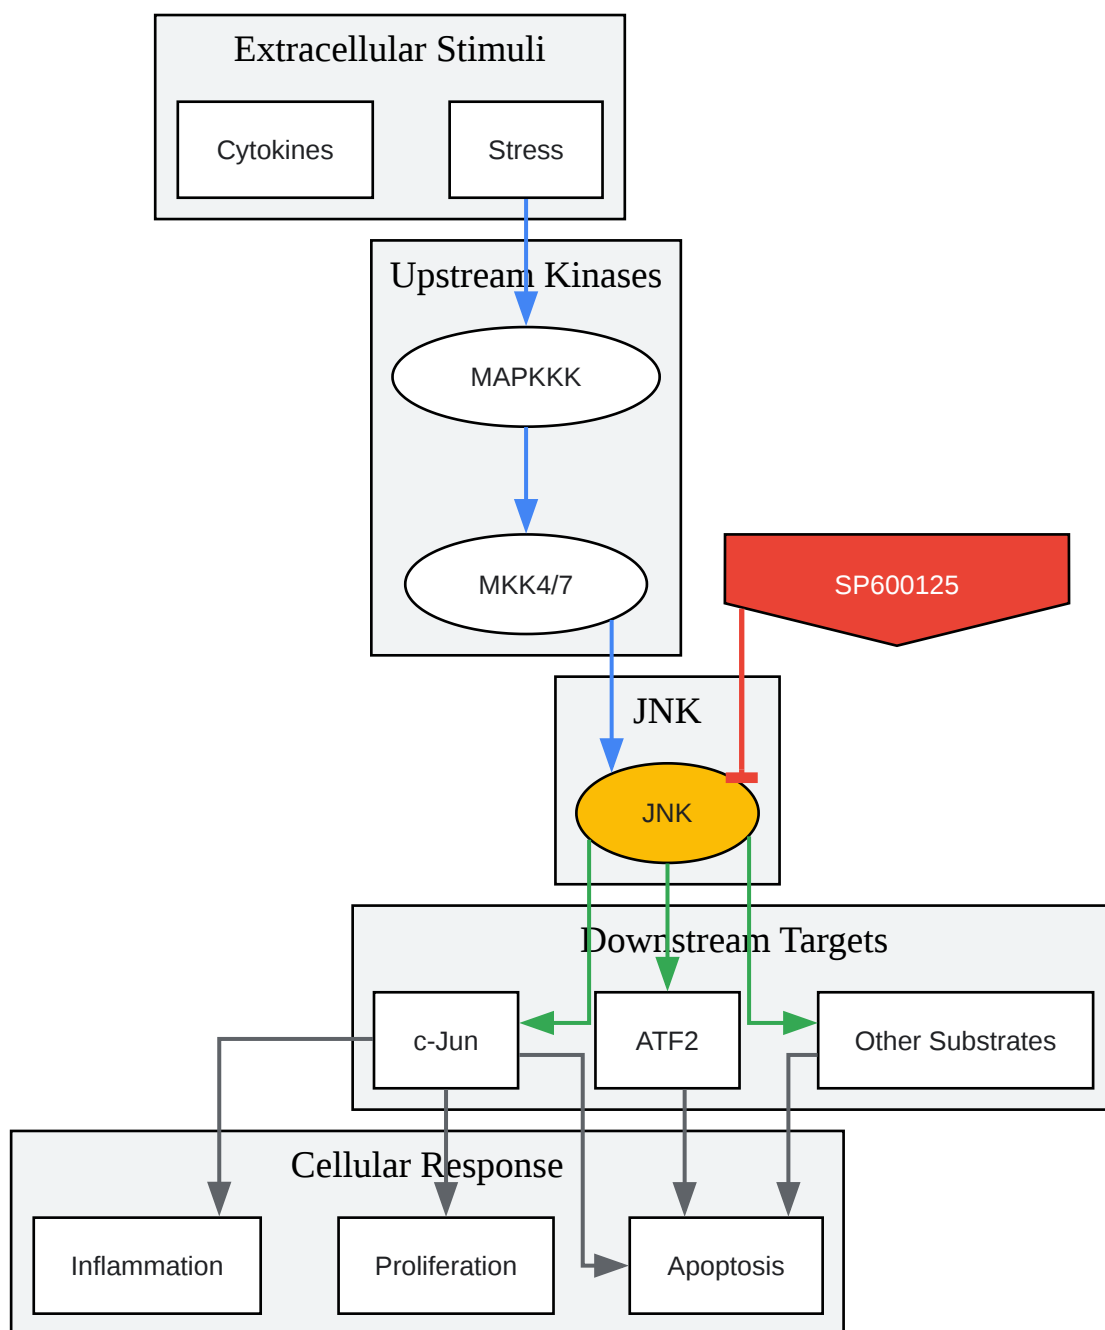 Extracellular Stimuli
Cytokines
Stress
Upstream Kinases
MAPKKK
MKK4/7
SP600125
JNK
JNK
Downstream Targets
c-Jun
ATF2
Other Substrates
Cellular Response
Inflammation
Proliferation
Apoptosis